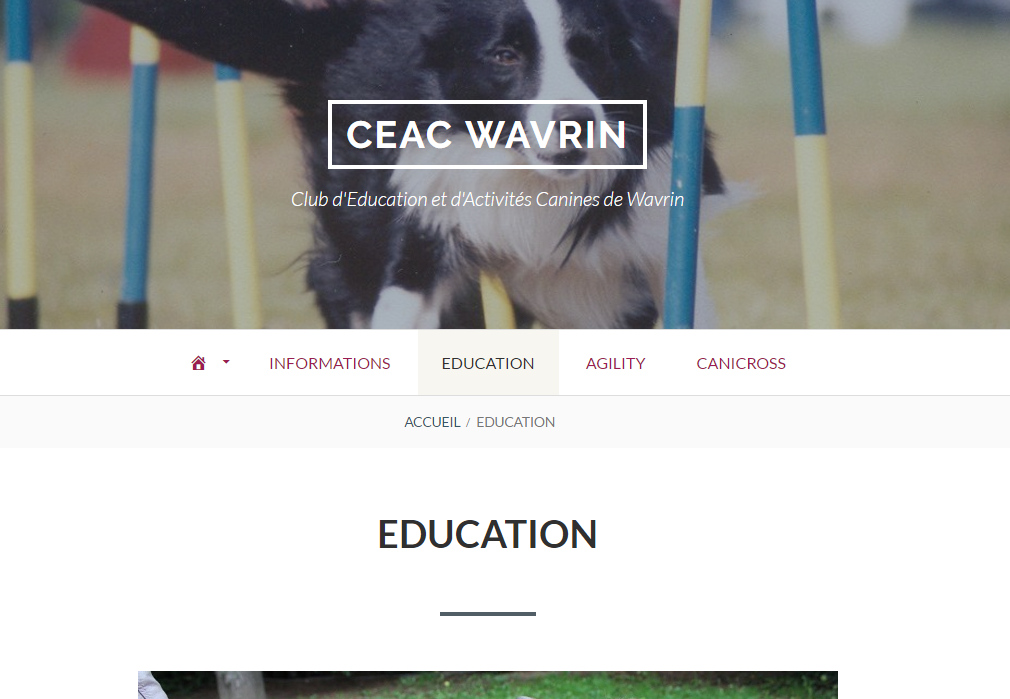 CEAC WAVRIN
Club d'Education et d'Activités Canines de Wavrin
INFORMATIONS EDUCATION AGILITY CANICROSS
ACCUEIL / EDUCATION
EDUCATION